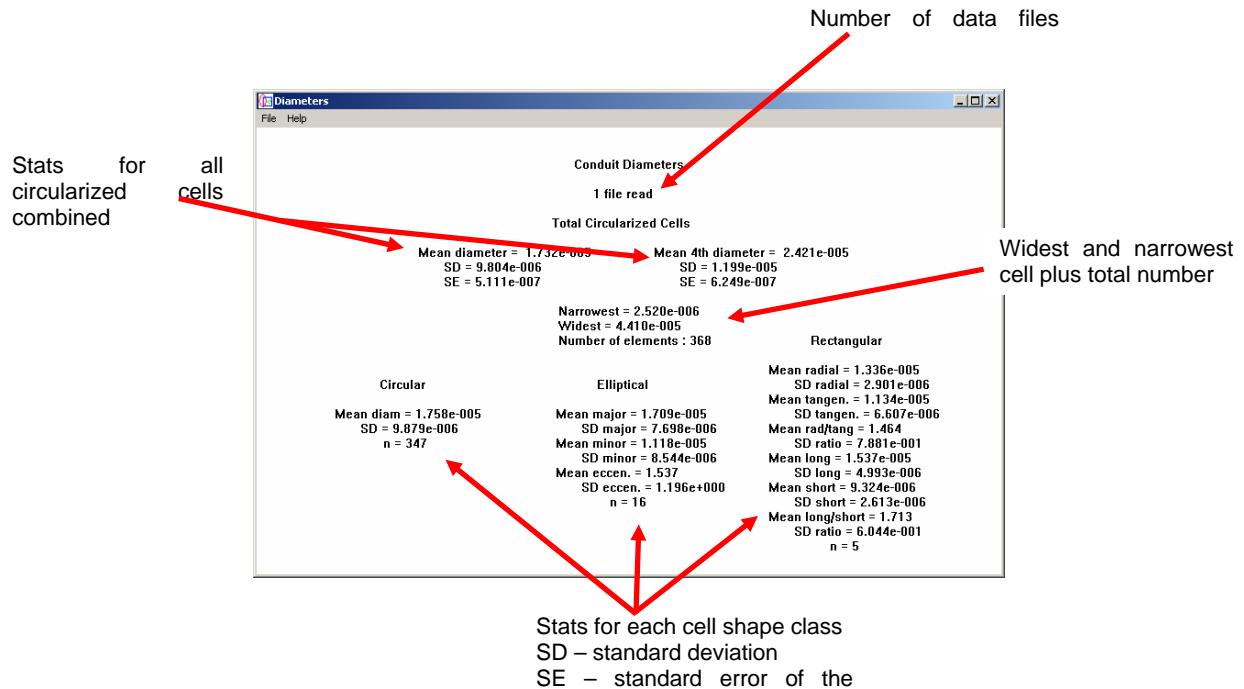 Number of data files
Diameters
File Help
Stats for all
circularized cells
combined
Conduit Diameters
1 file read
Total Circularized Cells
Mean diameter = 1.732e-005
SD = 9.804e-006
SE = 5.111e-007
Mean 4th diameter = 2.421e-005
SD = 1.199e-005
SE = 6.249e-007
Widest and narrowest
cell plus total number
Narrowest = 2.520e-006
Widest = 4.410e-005
Number of elements : 368
Circular
Mean diam = 1.758e-005
SD = 9.879e-006
n = 347
Elliptical
Mean major = 1.709e-005
SD major = 7.698e-006
Mean minor = 1.118e-005
SD minor = 8.544e-006
Mean eccen. = 1.537
SD eccen. = 1.196e+000
n = 16
Rectangular
Mean radial = 1.336e-005
SD radial = 2.901e-006
Mean tangen. = 1.134e-005
SD tangen. = 6.607e-006
Mean rad/tang = 1.464
SD ratio = 7.881e-001
Mean long = 1.537e-005
SD long = 4.993e-006
Mean short = 9.324e-006
SD short = 2.613e-006
Mean long/short = 1.713
SD ratio = 6.044e-001
n = 5
Stats for each cell shape class
SD – standard deviation
SE – standard error of the